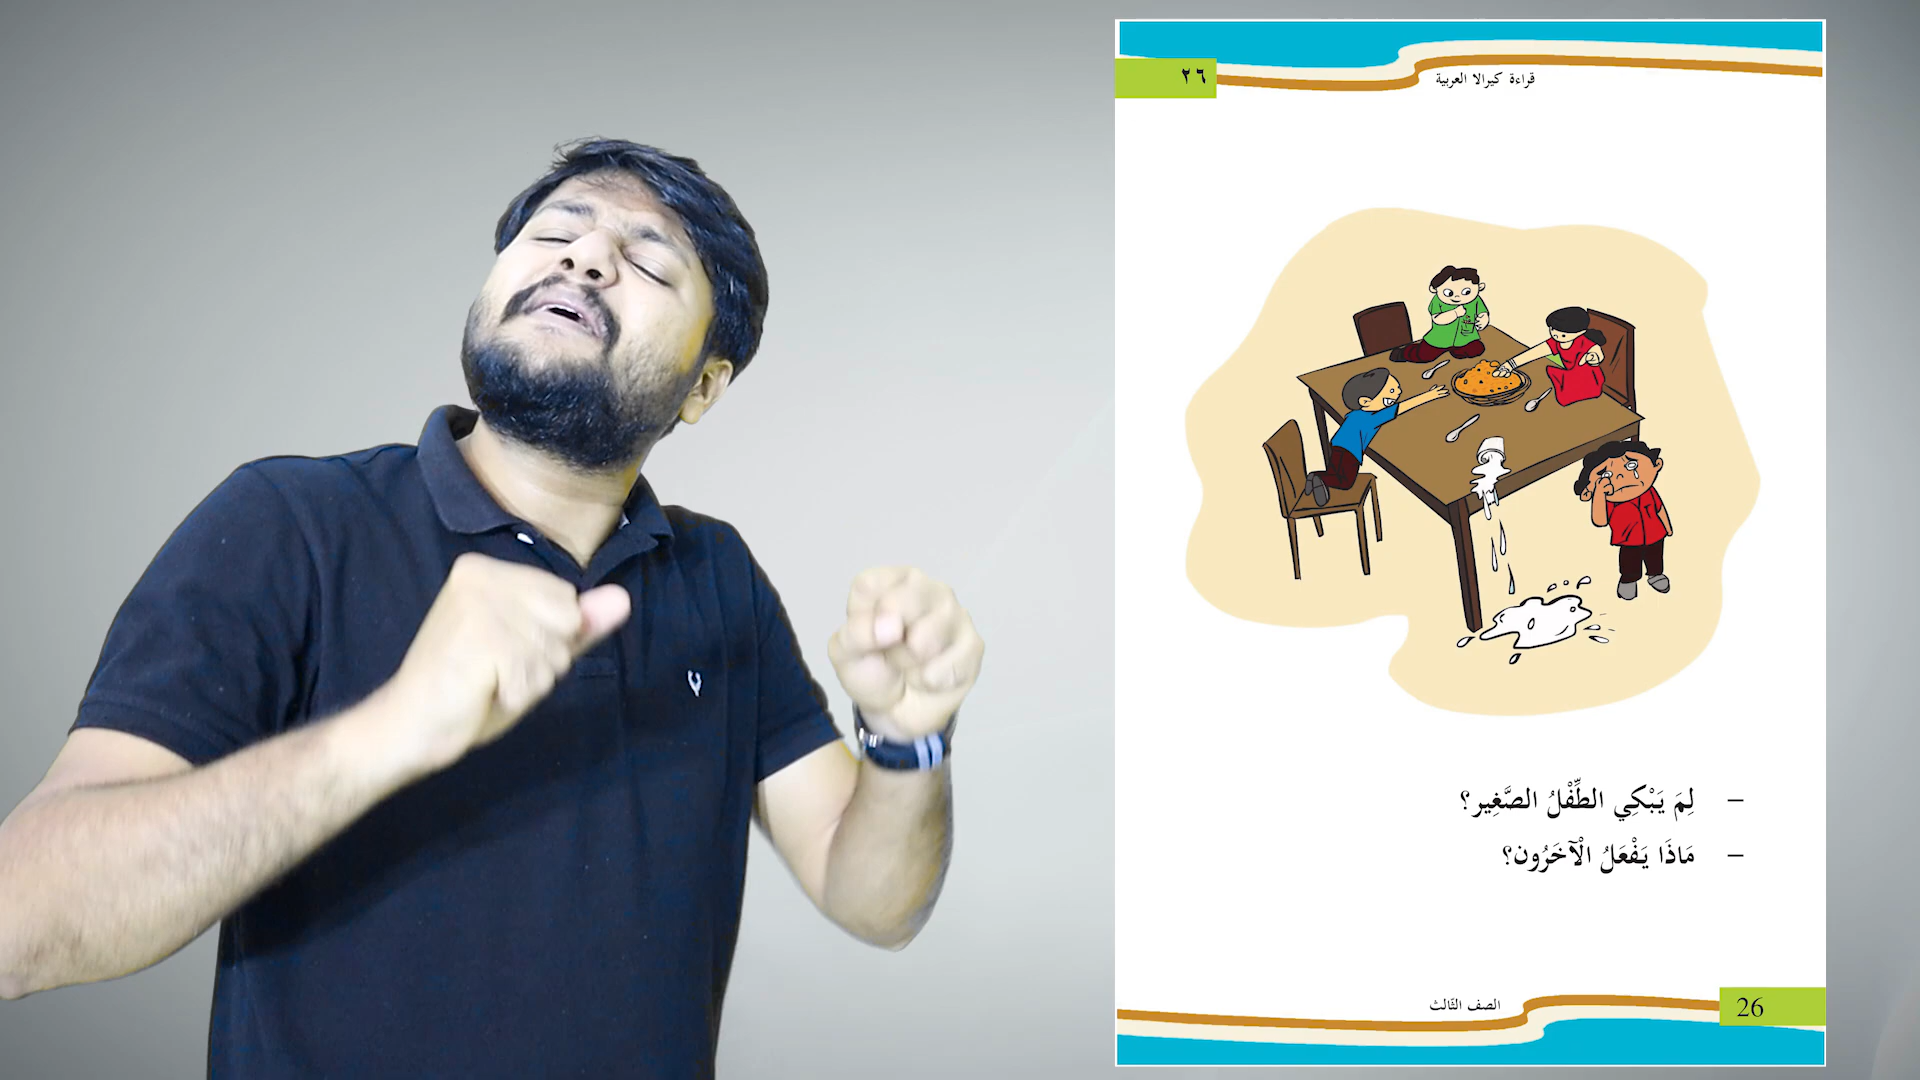 ٢٦
قراءة كيرالا العربية
– لِمَ يَبْكِي الطِّفْلُ الصَّغِير؟
– مَاذَا يَفْعَلُ الْآخَرُون؟
الصف الثالث
26